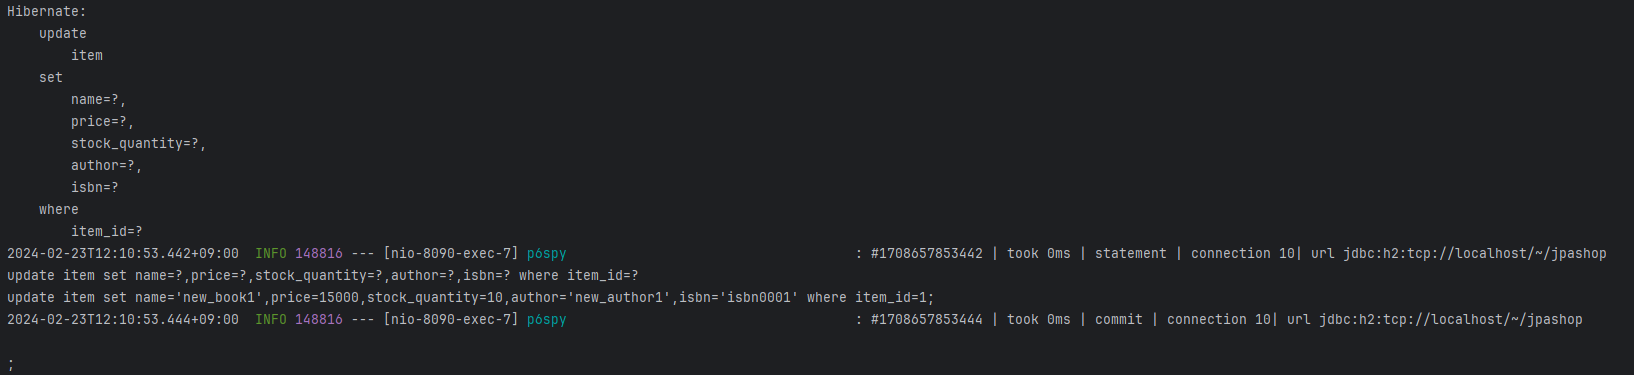 Hibernate:
    update
        item
    set
        name=?,
        price=?,
        stock_quantity=?,
        author=?,
        isbn=?
    where
        item_id=?
2024-02-23T12:10:53.442+09:00  INFO 148816 --- [nio-8090-exec-7] p6spy                                    : #1708657853442 | took 0ms | statement | connection 10| url jdbc:h2:tcp://localhost/~/jpashop
update item set name=?,price=?,stock_quantity=?,author=?,isbn=? where item_id=?
update item set name='new_book1',price=15000,stock_quantity=10,author='new_author1',isbn='isbn0001' where item_id=1;
2024-02-23T12:10:53.444+09:00  INFO 148816 --- [nio-8090-exec-7] p6spy                                    : #1708657853444 | took 0ms | commit | connection 10| url jdbc:h2:tcp://localhost/~/jpashop
;